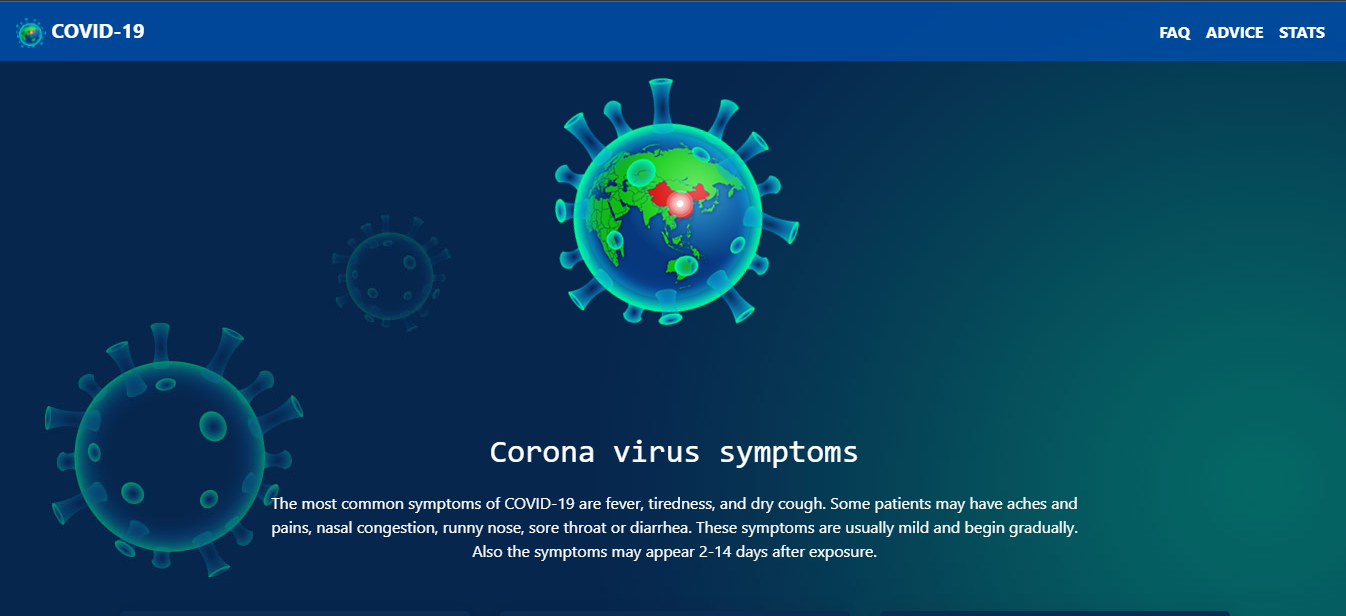 COVID-19
FAQ ADVICE STATS
Corona virus symptoms
The most common symptoms of COVID-19 are fever, tiredness, and dry cough. Some patients may have aches and
pains, nasal congestion, runny nose, sore throat or diarrhea. These symptoms are usually mild and begin gradually.
Also the symptoms may appear 2-14 days after exposure.